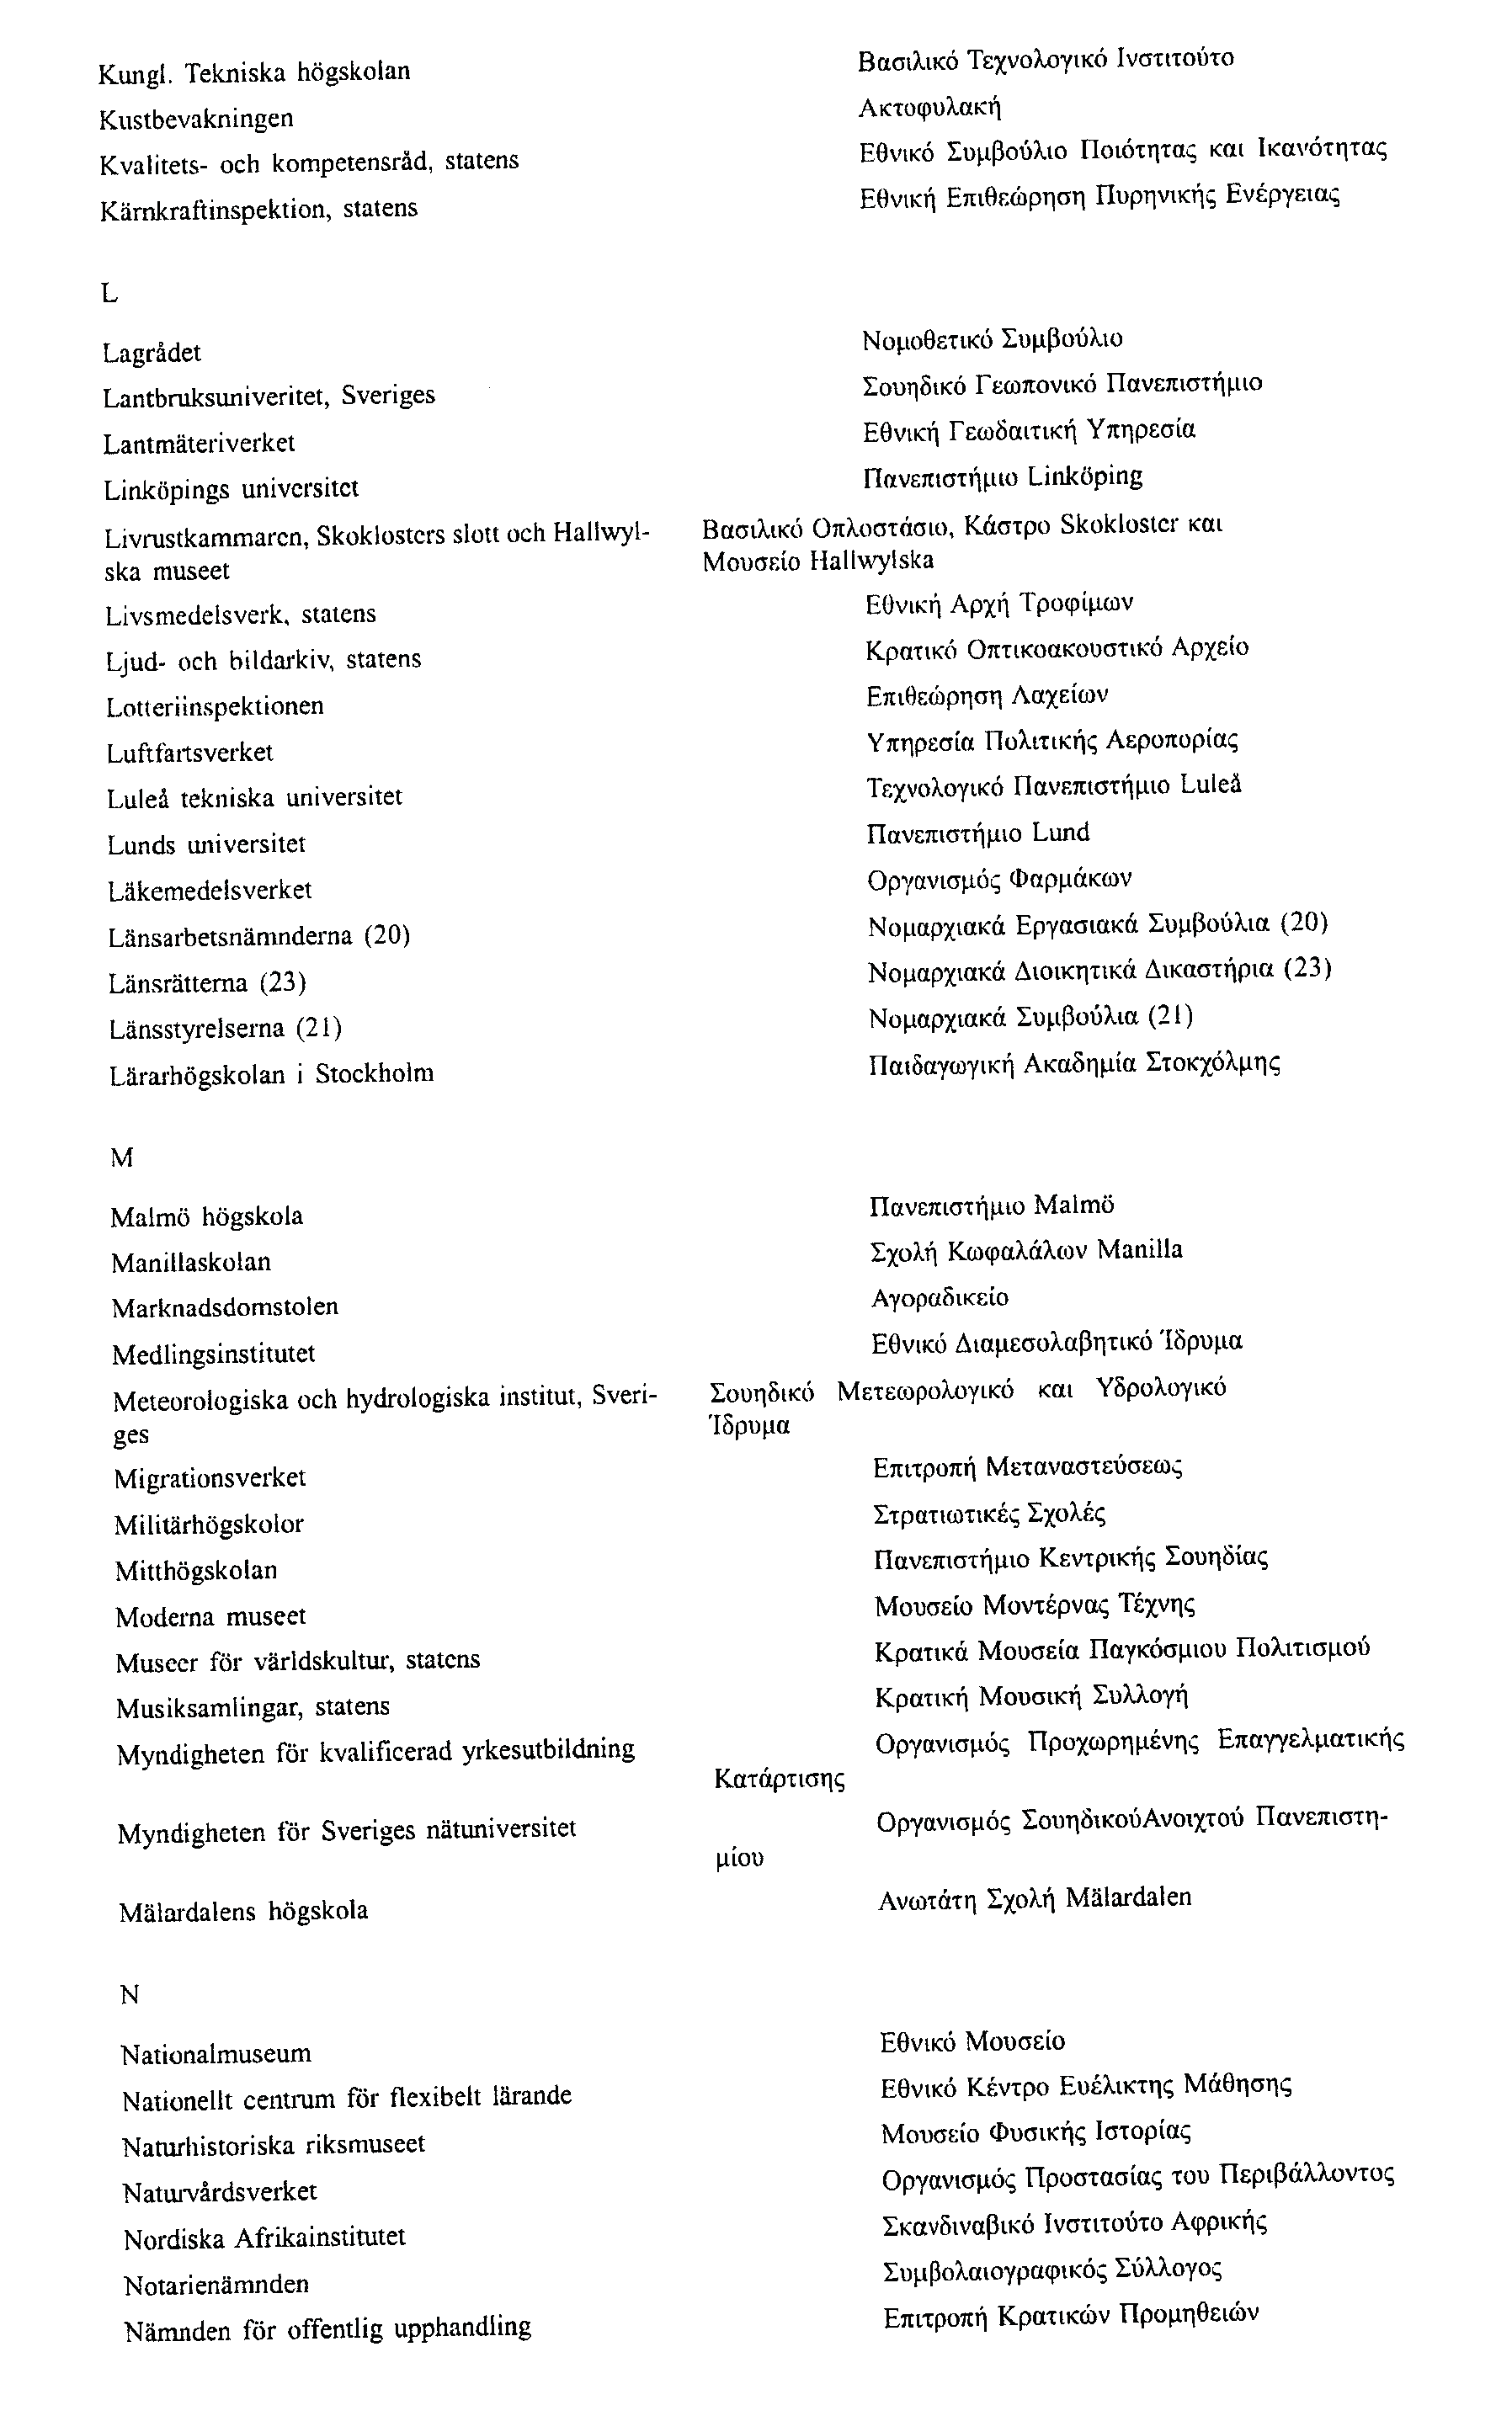 Kungl. Tekniska högskolan Βασιλικό Τεχνολογικό Ινστιτούτο
Kustbevakningen Ακτοφυλακή
Kvalitets- och kompetensråd, statens Εθνικό Συμβούλιο Ποιότητας και Ικανότητας
Kärnkraftinspektion, statens Εθνική Επιθεώρηση Πυρηνικής Ενέργειας
L
Lagrådet Νομοθετικό Συμβούλιο
Lantbruksuniveritet, Sveriges Σουηδικό Γεωπονικό Πανεπιστήμιο
Lantmäteriverket Εθνική Γεωδαιτική Υπηρεσία
Linköpings universitet Πανεπιστήμιο Linköping
Livrustkammaren, Skoklosters slott och Hallwyl- Βασιλικό Οπλοστάσιο, Κάστρο Skokloster και
ska museet Μουσείο Hallwylska
Livsmedelsverk, statens Εθνική Αρχή Τροφίμων
Ljud- och bildarkiv, statens Κρατικό Οπτικοακουστικό Αρχείο
Lotteriinspektionen Επιθεώρηση Λαχείων
Luftfartsverket Υπηρεσία Πολιτικής Αεροπορίας
Luleå tekniska universitet Τεχνολογικό Πανεπιστήμιο Luleå
Lunds universitet Πανεπιστήμιο Lund
Läkemedelsverket Οργανισμός Φαρμάκων
Länsarbetsnämnderna (20) Νομαρχιακά Εργασιακά Συμβούλια (20)
Länsrätterna (23) Νομαρχιακά Διοικητικά Δικαστήρια (23)
Länsstyrelserna (21) Νομαρχιακά Συμβούλια (21)
Lärarhögskolan i Stockholm Παιδαγωγική Ακαδημία Στοκχόλμης
M
Malmö högskola Πανεπιστήμιο Malmö
Manillaskolan Σχολή Κωφαλάλων Manilla
Marknadsdomstolen Αγοραδικείο
Medlingsinstitutet Εθνικό Διαμεσολαβητικό Ίδρυμα
Meteorologiska och hydrologiska institut, Sveri- Σουηδικό Μετεωρολογικό και Υδρολογικό
ges Ίδρυμα
Migrationsverket Επιτροπή Μεταναστεύσεως
Militärhögskolor Στρατιωτικές Σχολές
Mitthögskolan Πανεπιστήμιο Κεντρικής Σουηδίας
Moderna museet Μουσείο Μοντέρνας Τέχνης
Museer för världskultur, statens Κρατικά Μουσεία Παγκόσμιου Πολιτισμού
Musiksamlingar, statens Κρατική Μουσική Συλλογή
Myndigheten för kvalificerad yrkesutbildning Οργανισμός Προχωρημένης Επαγγελματικής
Κατάρτισης
Myndigheten för Sveriges nätuniversitet Οργανισμός ΣουηδικούΑνοιχτού Πανεπιστη-
μίου
Mälardalens högskola Ανωτάτη Σχολή Mälardalen
N
Nationalmuseum Εθνικό Μουσείο
Nationellt centrum för flexibelt lärande Εθνικό Κέντρο Ευέλικτης Μάθησης
Naturhistoriska riksmuseet Μουσείο Φυσικής Ιστορίας
Naturvårdsverket Οργανισμός Προστασίας του Περιβάλλοντος
Nordiska Afrikainstitutet Σκανδιναβικό Ινστιτούτο Αφρικής
Notarienämnden Συμβολαιογραφικός Σύλλογος
Nämnden för offentlig upphandling Επιτροπή Κρατικών Προμηθειών